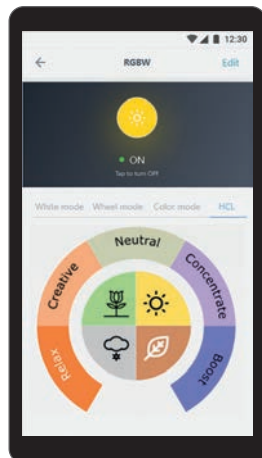 12:30
RGBW Edit
ON
Tap to turn OFF
White mode Wheel mode Color mode HCL
Relax
Creative
Neutral
Concentrate
Boost